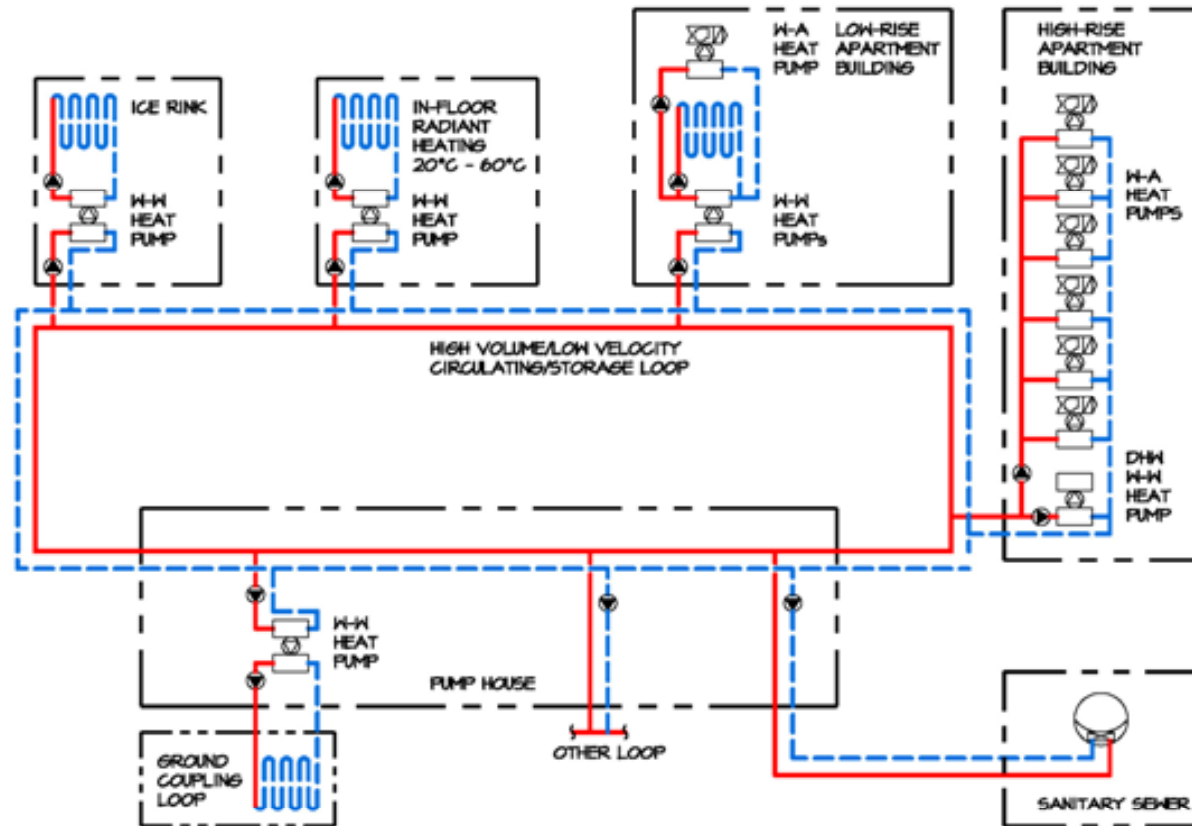 ICE RINK
W-W
HEAT
PUMP
IN-FLOOR
RADIANT
HEATING
20°C - 60°C
W-W
HEAT
PUMP
W-A
HEAT
PUMP
LOW-RISE
APARTMENT
BUILDING
W-W
HEAT
PUMPs
HIGH-RISE
APARTMENT
BUILDING
W-A
HEAT
PUMPS
DHW
W-W
HEAT
PUMP
HIGH VOLUME/LOW VELOCITY
CIRCULATING/STORAGE LOOP
W-W
HEAT
PUMP
PUMP HOUSE
GROUND
COUPLING
LOOP
OTHER LOOP
SANITARY SEWER